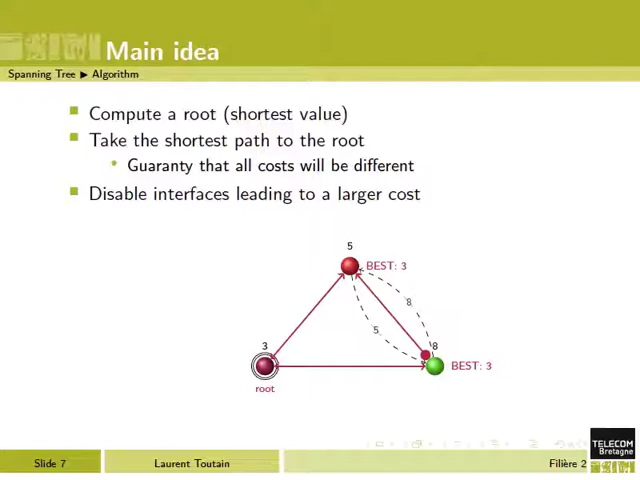 Main idea
Spanning Tree ▶ Algorithm
Compute a root (shortest value)
Take the shortest path to the root
Guaranty that all costs will be different
Disable interfaces leading to a larger cost
5
BEST: 3
8
5
3
8
BEST: 3
root
TELECOM
Bretagne
Slide 7
Laurent Toutain
Filière 2